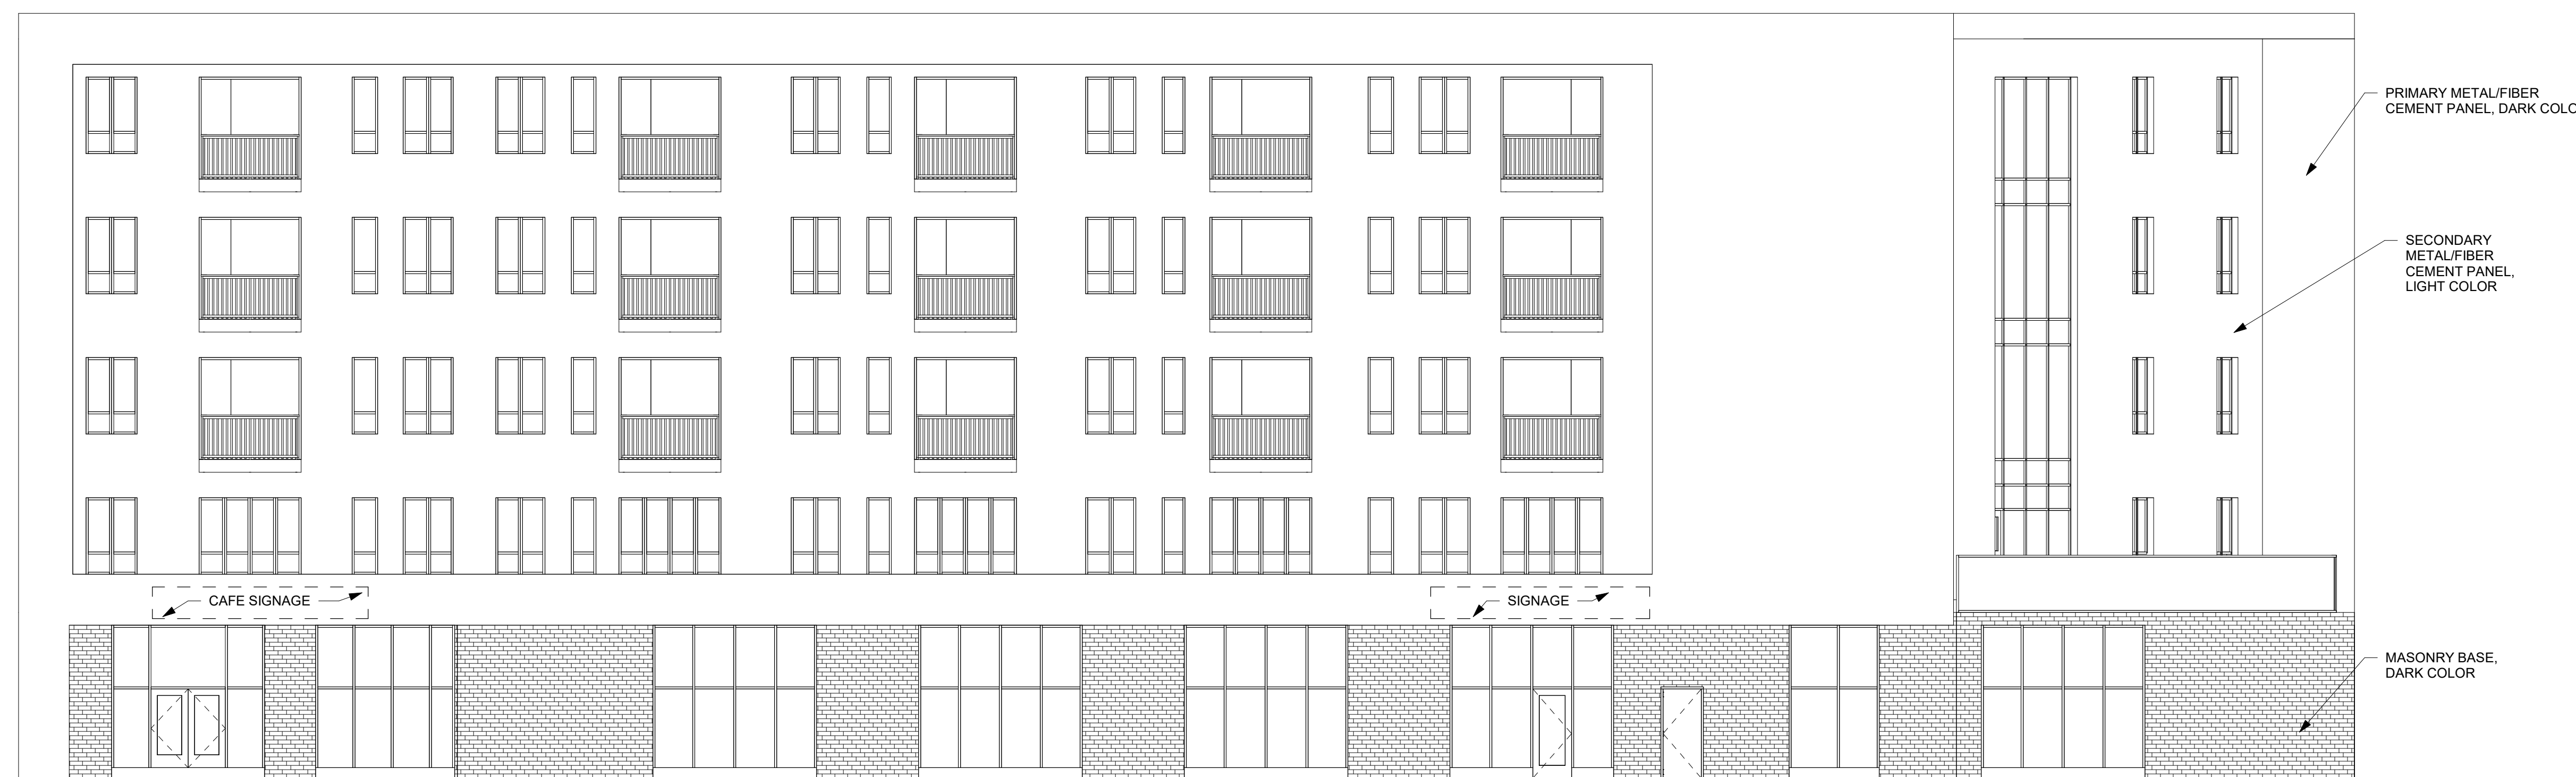 PRIMARY METAL/FIBER
CEMENT PANEL, DARK COLO
SECONDARY
METAL/FIBER
CEMENT PANEL,
LIGHT COLOR
CAFE SIGNAGE
SIGNAGE
MASONRY BASE,
DARK COLOR